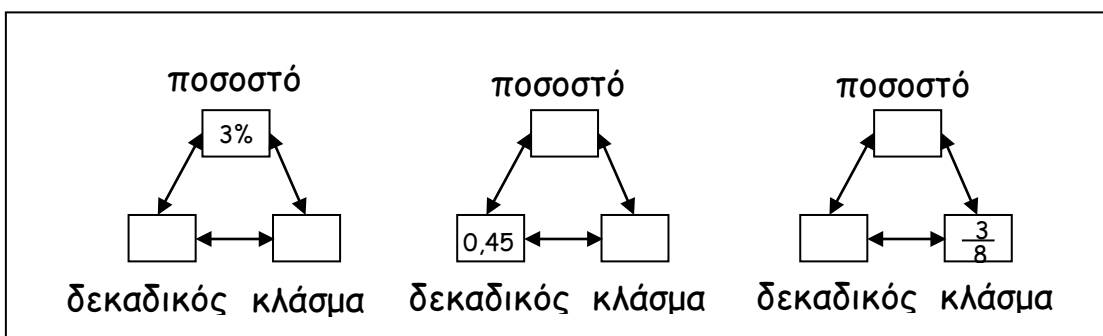 ποσοστό ποσοστό ποσοστό
3%
0,45 3/8
δεκαδικός κλάσμα δεκαδικός κλάσμα δεκαδικός κλάσμα